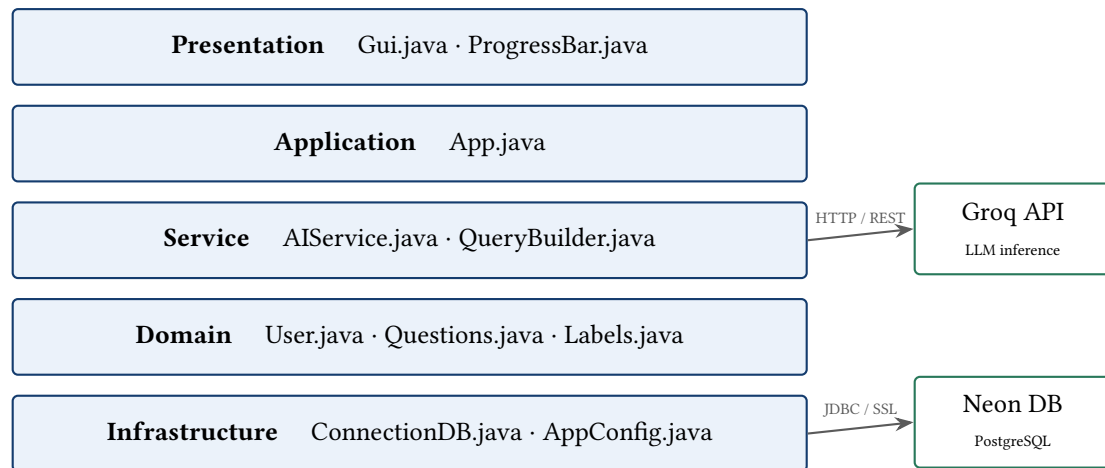 Presentation Gui.java · ProgressBar.java
Application App.java
Service AIService.java · QueryBuilder.java
HTTP / REST
Groq API
LLM inference
Domain User.java · Questions.java · Labels.java
Infrastructure ConnectionDB.java · AppConfig.java
JDBC / SSL
Neon DB
PostgreSQL